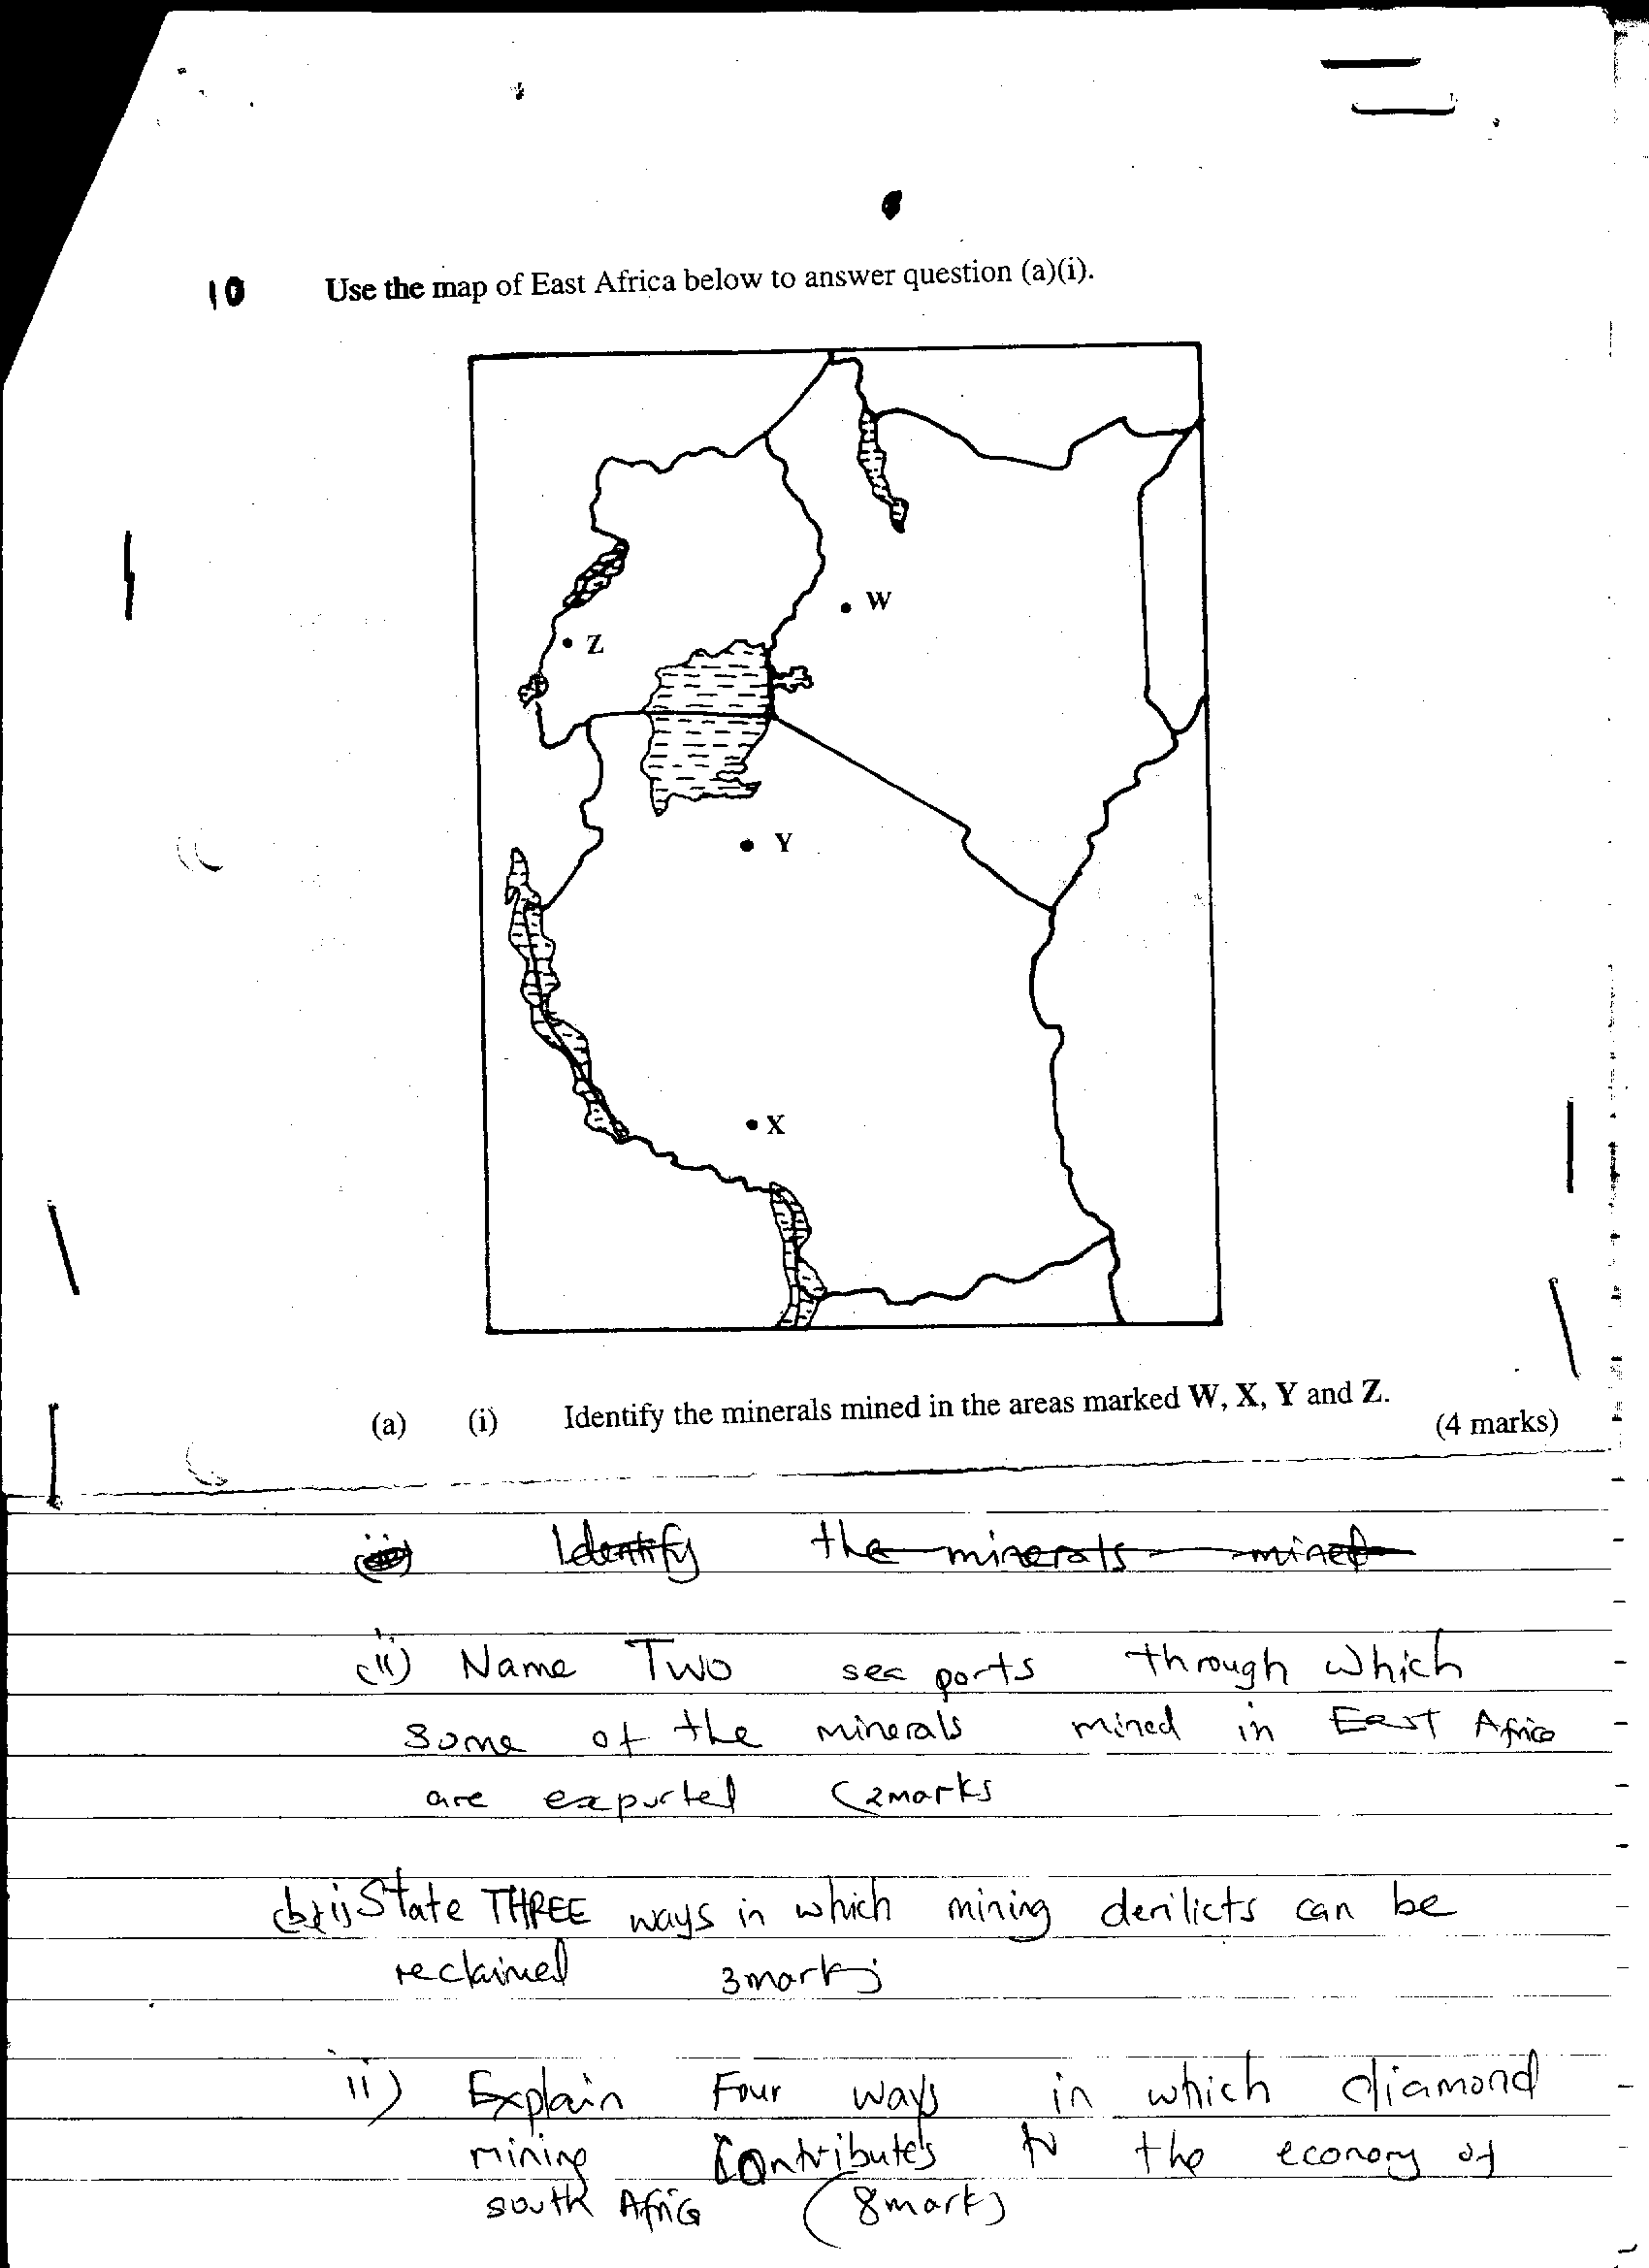 10 Use the map of East Africa below to answer question (a)(i).
W
Z
Y
X
(a) (i) Identify the minerals mined in the areas marked W, X, Y and Z.
(4 marks)
Identify the minerals mined
(ii) Name Two sea ports through which
some of the minerals mined in East Africa
are exported (2marks
(b)(i) State THREE ways in which mining derilicts can be
reclaimed 3marks
ii) Explain Four ways in which diamond
mining Contributes to the economy of
south Africa (8marks)